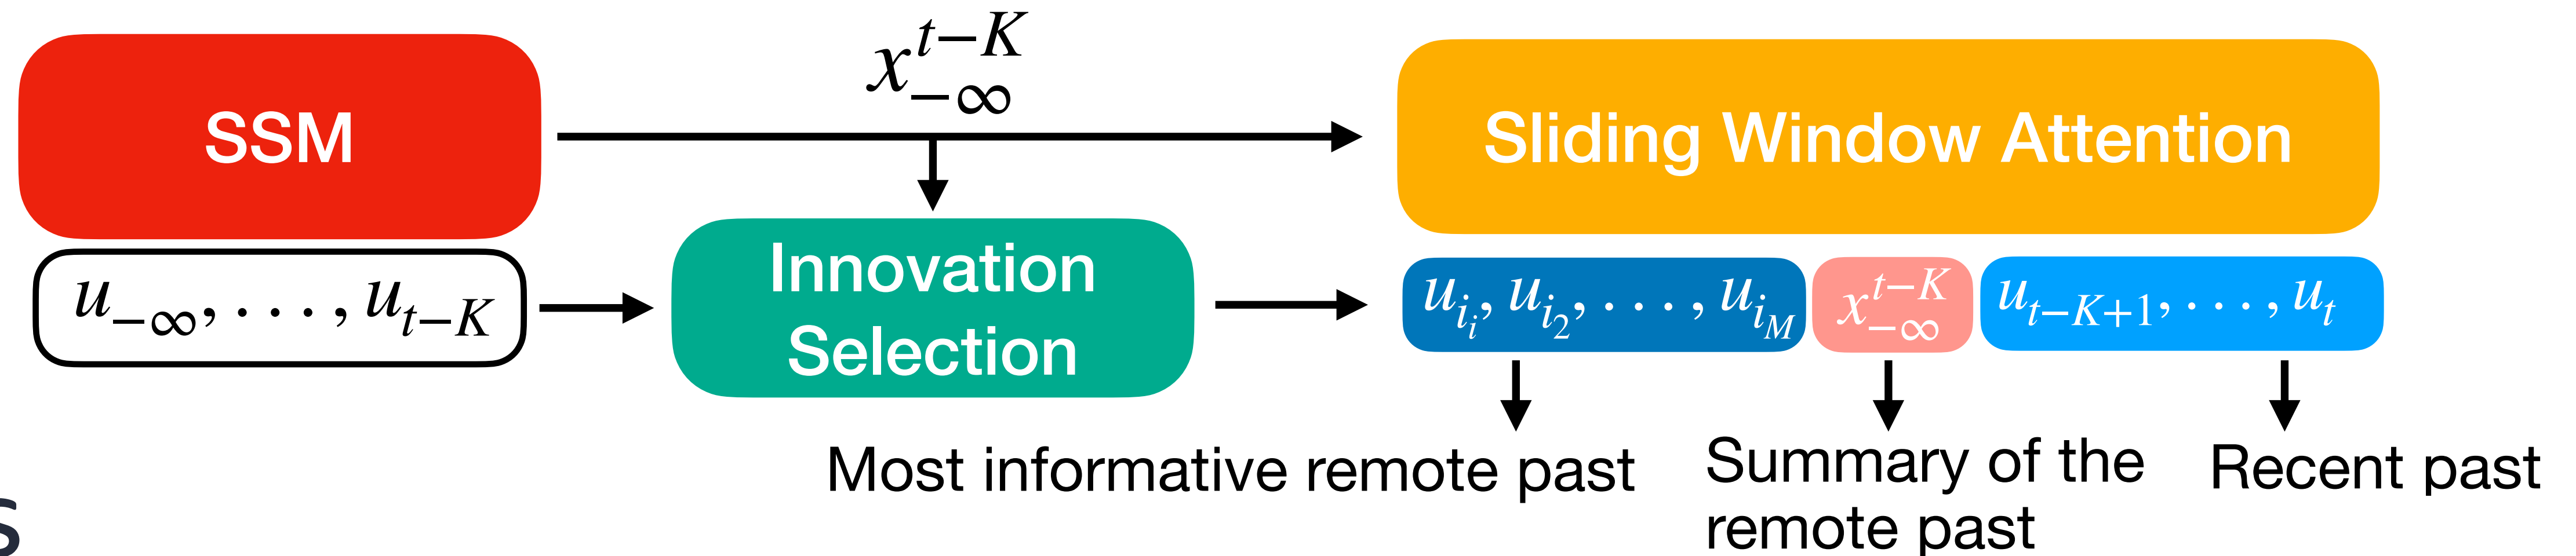 x_{-∞}^{t-K}
SSM
Sliding Window Attention
u_{-∞}, . . . , u_{t-K}
Innovation
Selection
u_{i_i}, u_{i_2}, . . . , u_{i_M}
x_{-∞}^{t-K}
u_{t-K+1}, . . . , u_t
Most informative remote past
Summary of the
remote past
Recent past
s